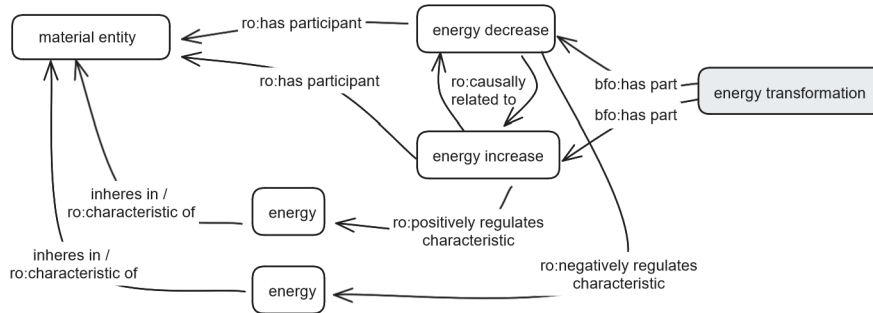 ro:has participant
energy decrease
material entity
ro:has participant
ro:causally
related to
bfo:has part
energy transformation
bfo:has part
energy increase
inheres in /
ro:characteristic of
energy
ro:positively regulates
characteristic
inheres in /
ro:characteristic of
energy
ro:negatively regulates
characteristic